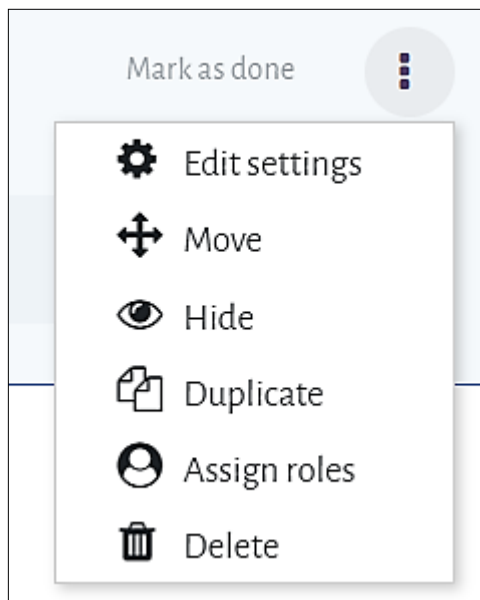 Mark as done
Edit settings
Move
Hide
Duplicate
Assign roles
Delete